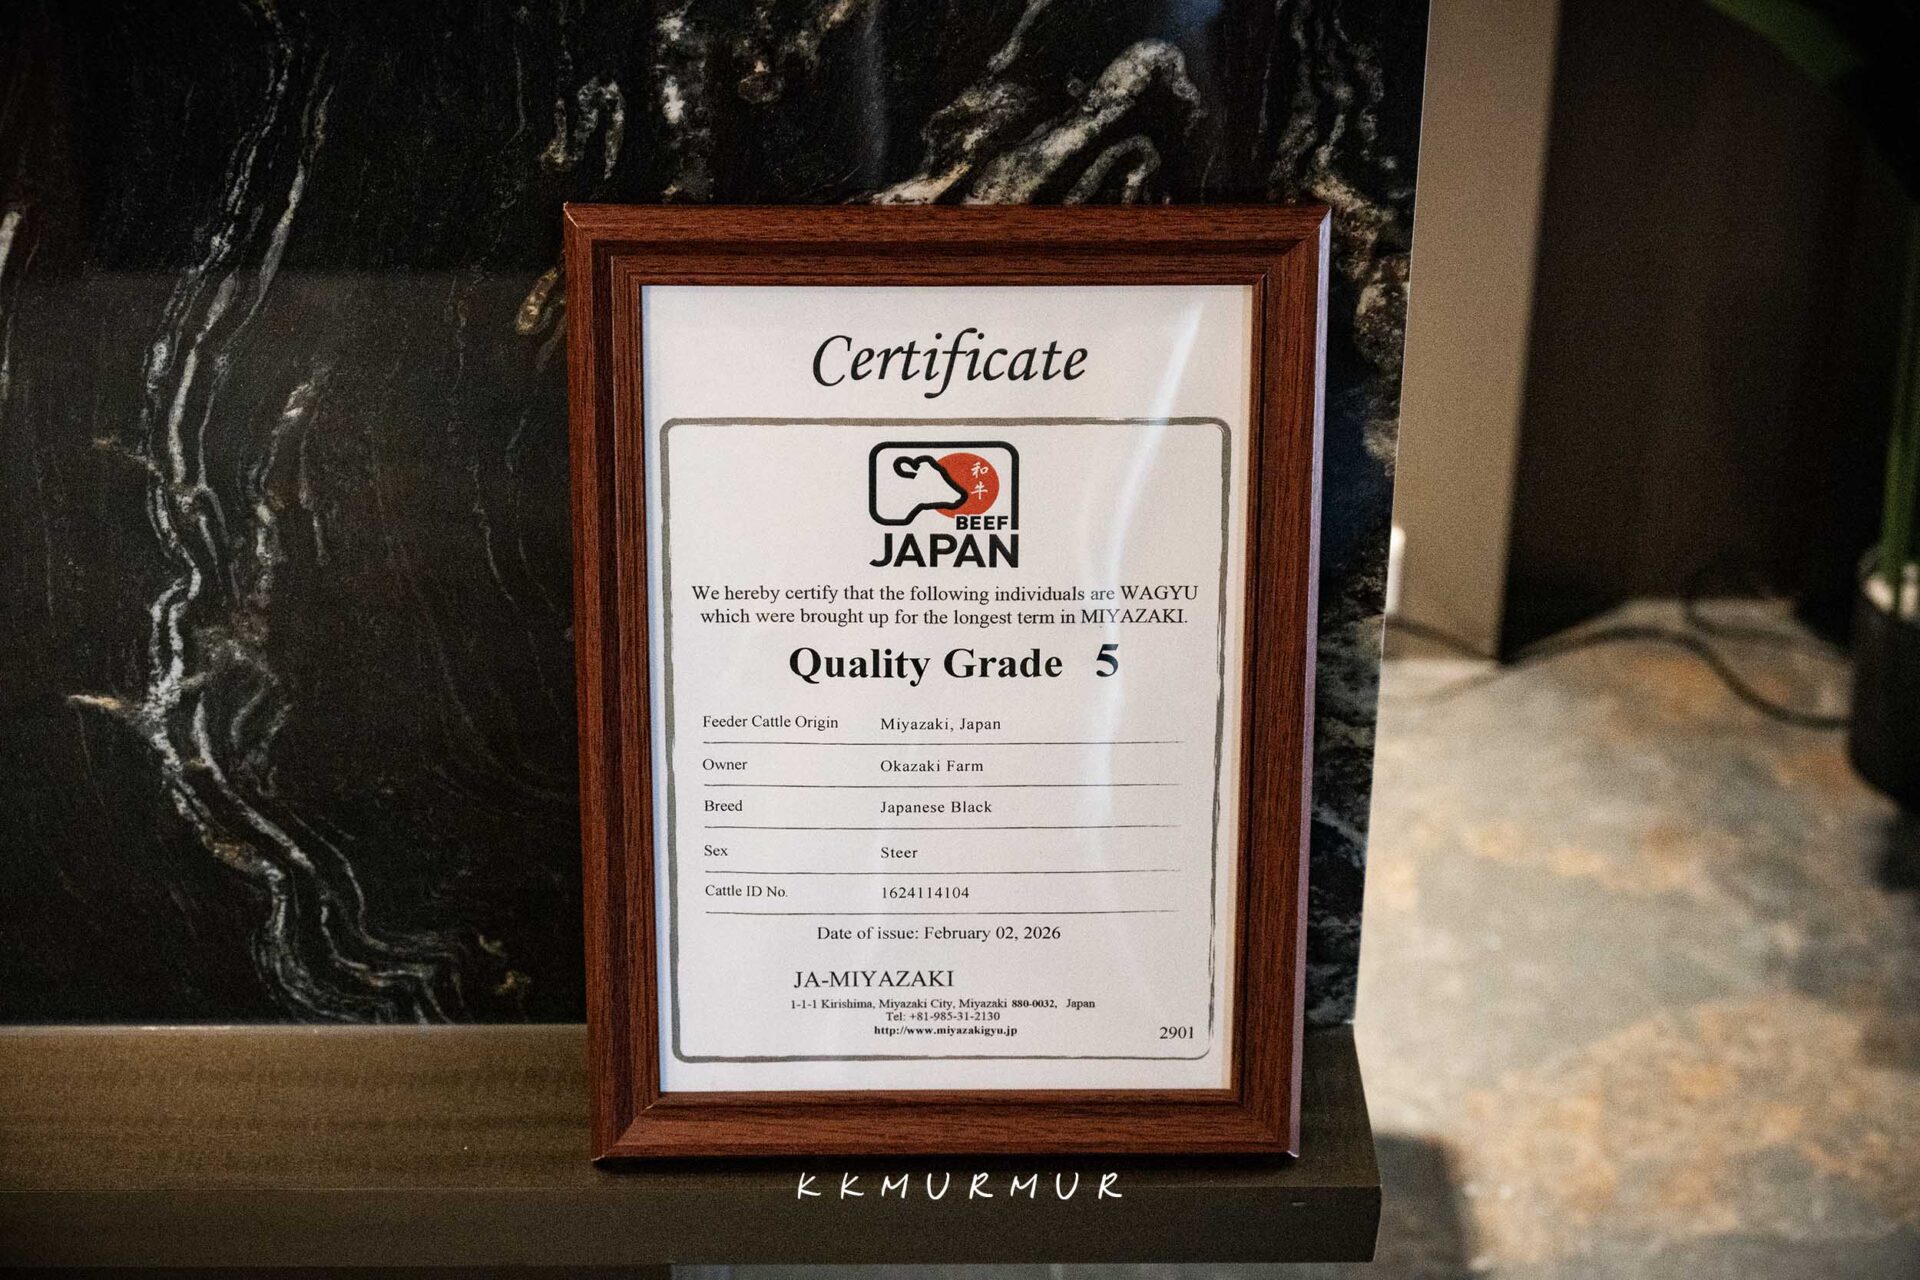 Certificate
和牛
BEEF
JAPAN
We hereby certify that the following individuals are WAGYU
which were brought up for the longest term in MIYAZAKI.
Quality Grade 5
Feeder Cattle Origin Miyazaki, Japan
Owner Okazaki Farm
Breed Japanese Black
Sex Steer
Cattle ID No. 1624114104
Date of issue: February 02, 2026
JA-MIYAZAKI
1-1-1 Kirishima, Miyazaki City, Miyazaki 880-0032, Japan
Tel: +81-985-31-2130
http://www.miyazakigyu.jp
2901
KKMURMUR